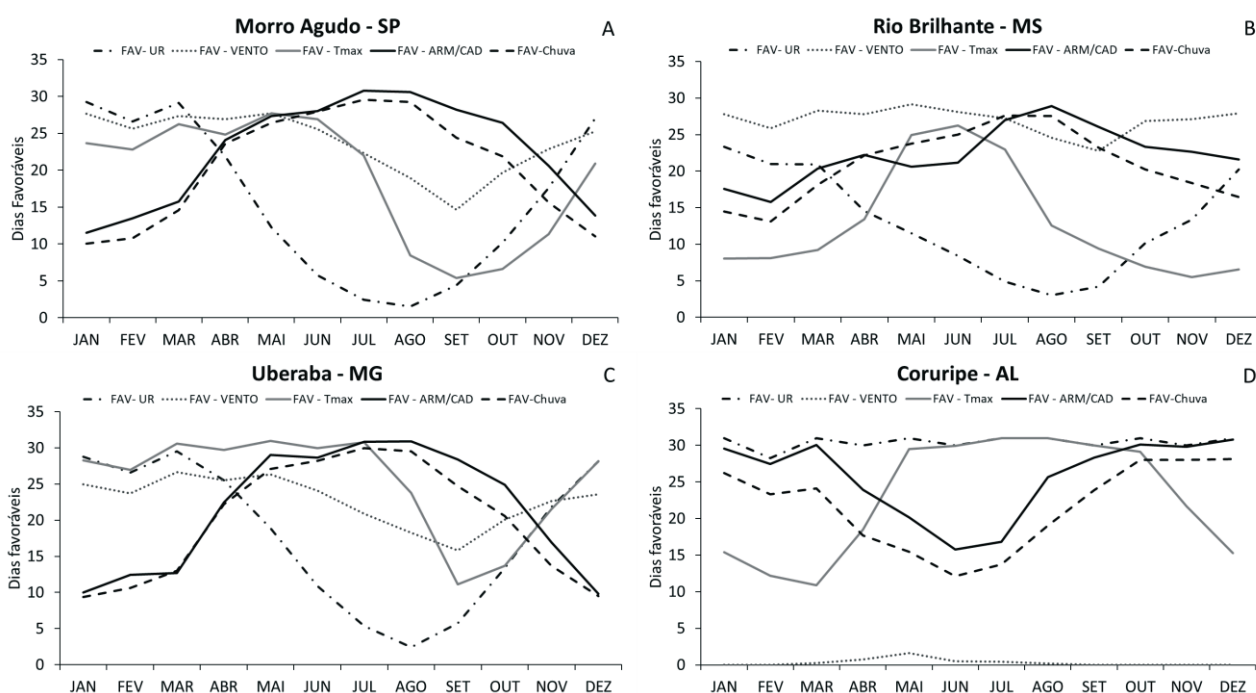 Morro Agudo - SP
A
FAV- UR FAV - VENTO FAV - Tmax FAV - ARM/CAD FAV-Chuva
35
30
25
20
15
10
5
0
Dias Favoráveis
JAN FEV MAR ABR MAI JUN JUL AGO SET OUT NOV DEZ
Rio Brilhante - MS
B
FAV- UR FAV - VENTO FAV - Tmax FAV - ARM/CAD FAV-Chuva
35
30
25
20
15
10
5
0
Dias favoráveis
JAN FEV MAR ABR MAI JUN JUL AGO SET OUT NOV DEZ
Uberaba - MG
C
FAV- UR FAV - VENTO FAV - Tmax FAV - ARM/CAD FAV-Chuva
35
30
25
20
15
10
5
0
Dias favoráveis
JAN FEV MAR ABR MAI JUN JUL AGO SET OUT NOV DEZ
Coruripe - AL
D
FAV- UR FAV - VENTO FAV - Tmax FAV - ARM/CAD FAV-Chuva
35
30
25
20
15
10
5
0
Dias favoráveis
JAN FEV MAR ABR MAI JUN JUL AGO SET OUT NOV DEZ